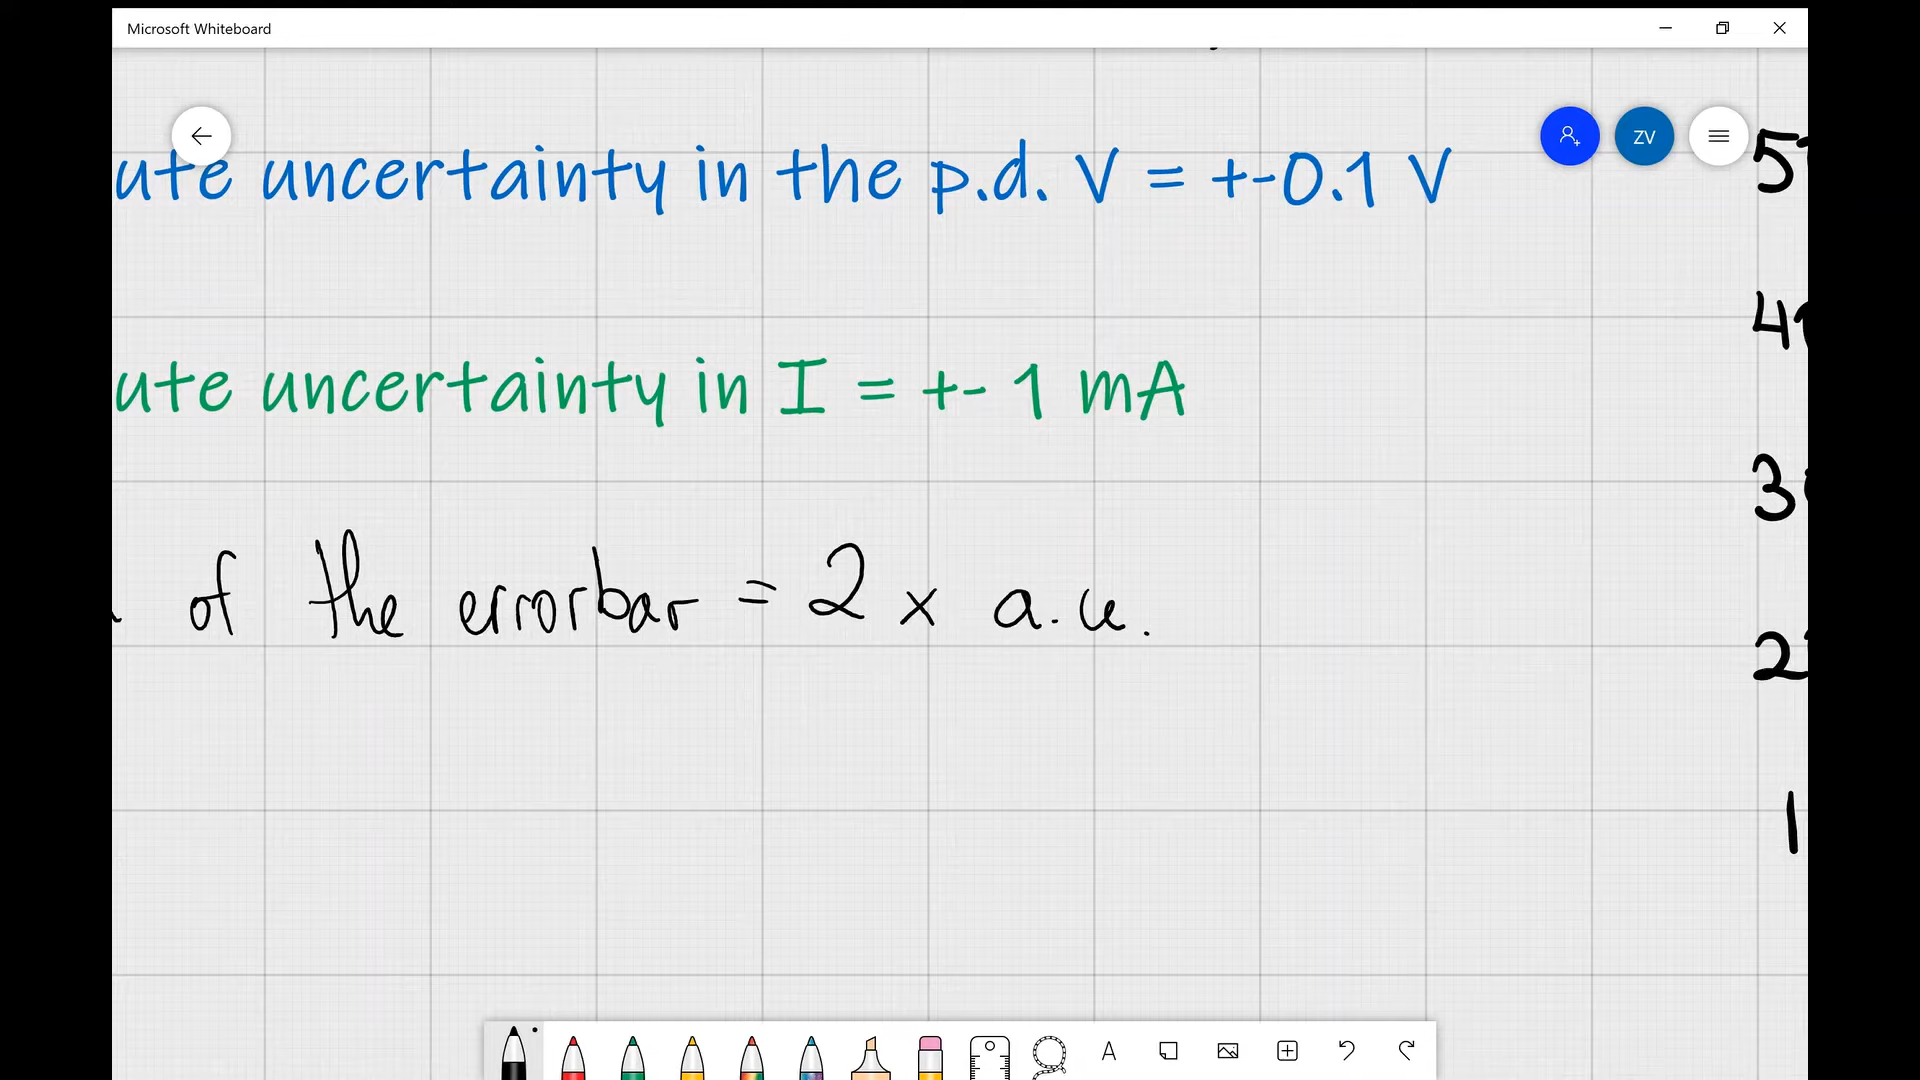 Microsoft Whiteboard
ZV
ute uncertainty in the p.d. V = +-0.1 V
ute uncertainty in I = +- 1 mA
of the errorbar = 2 x a.u.
5
4
3
2
1
A